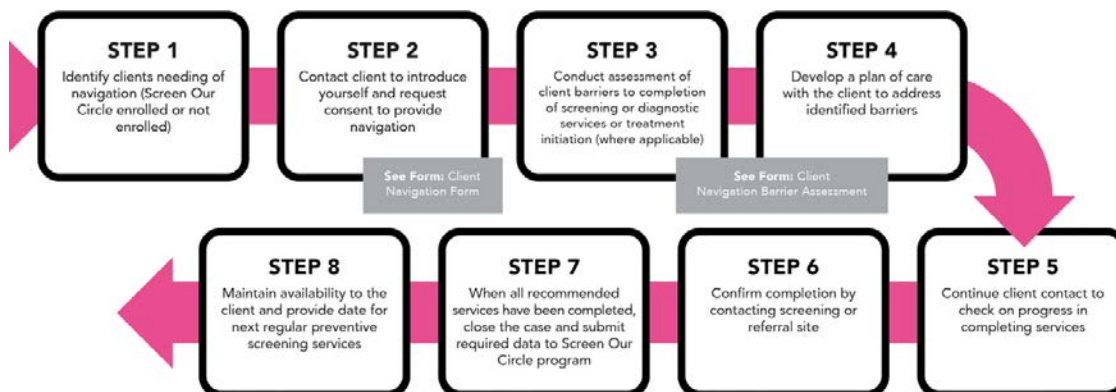 STEP 1
Identify clients needing of
navigation (Screen Our
Circle enrolled or not
enrolled)
STEP 2
Contact client to introduce
yourself and request
consent to provide
navigation
See Form: Client
Navigation Form
STEP 3
Conduct assessment of
client barriers to completion
of screening or diagnostic
services or treatment
initiation (where applicable)
STEP 4
Develop a plan of care
with the client to address
identified barriers
See Form: Client
Navigation Barrier Assessment
STEP 5
Continue client contact to
check on progress in
completing services
STEP 6
Confirm completion by
contacting screening or
referral site
STEP 7
When all recommended
services have been completed,
close the case and submit
required data to Screen Our
Circle program
STEP 8
Maintain availability to the
client and provide date for
next regular preventive
screening services